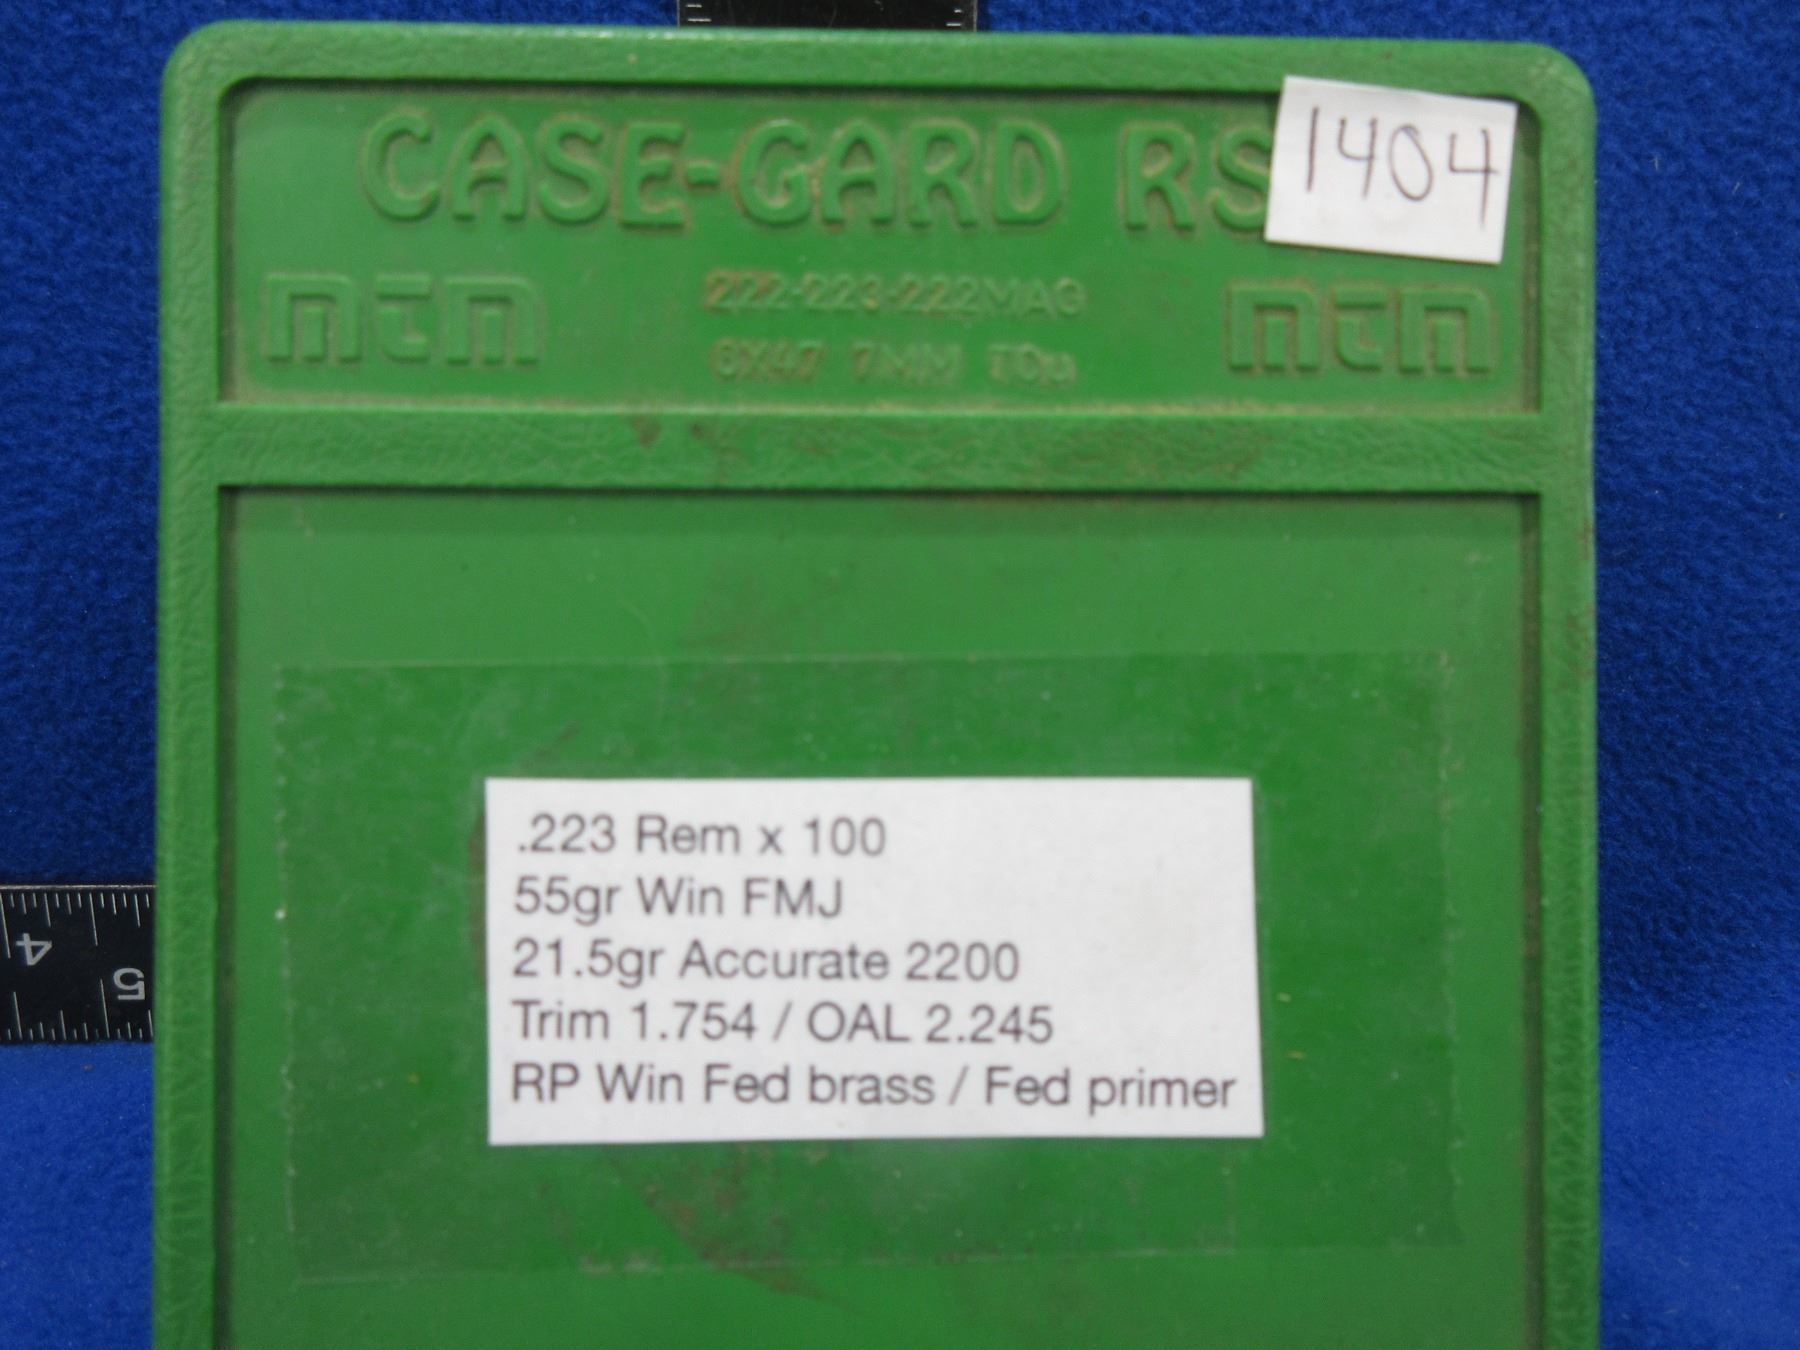 CASE-GARD RS
1404
MTM
222-223-222MAG
6X47 7MM TCu
MTM
.223 Rem x 100
55gr Win FMJ
21.5gr Accurate 2200
Trim 1.754 / OAL 2.245
RP Win Fed brass / Fed primer
4
5